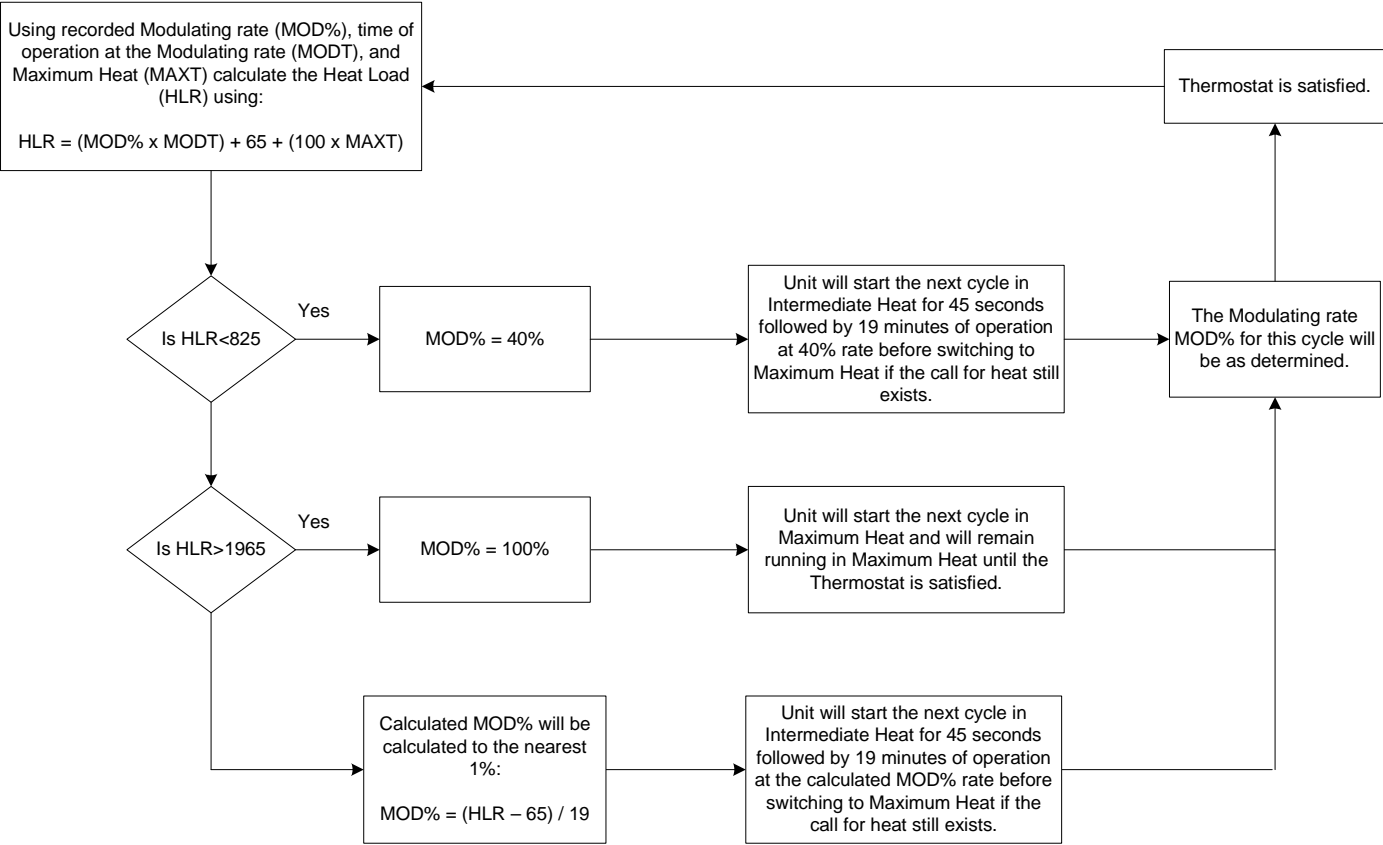 Using recorded Modulating rate (MOD%), time of
operation at the Modulating rate (MODT), and
Maximum Heat (MAXT) calculate the Heat Load
(HLR) using:
HLR = (MOD% x MODT) + 65 + (100 x MAXT)
Thermostat is satisfied.
Is HLR<825
Yes
MOD% = 40%
Unit will start the next cycle in
Intermediate Heat for 45 seconds
followed by 19 minutes of operation
at 40% rate before switching to
Maximum Heat if the call for heat still
exists.
The Modulating rate
MOD% for this cycle will
be as determined.
Is HLR>1965
Yes
MOD% = 100%
Unit will start the next cycle in
Maximum Heat and will remain
running in Maximum Heat until the
Thermostat is satisfied.
Calculated MOD% will be
calculated to the nearest
1%:
MOD% = (HLR – 65) / 19
Unit will start the next cycle in
Intermediate Heat for 45 seconds
followed by 19 minutes of operation
at the calculated MOD% rate before
switching to Maximum Heat if the
call for heat still exists.